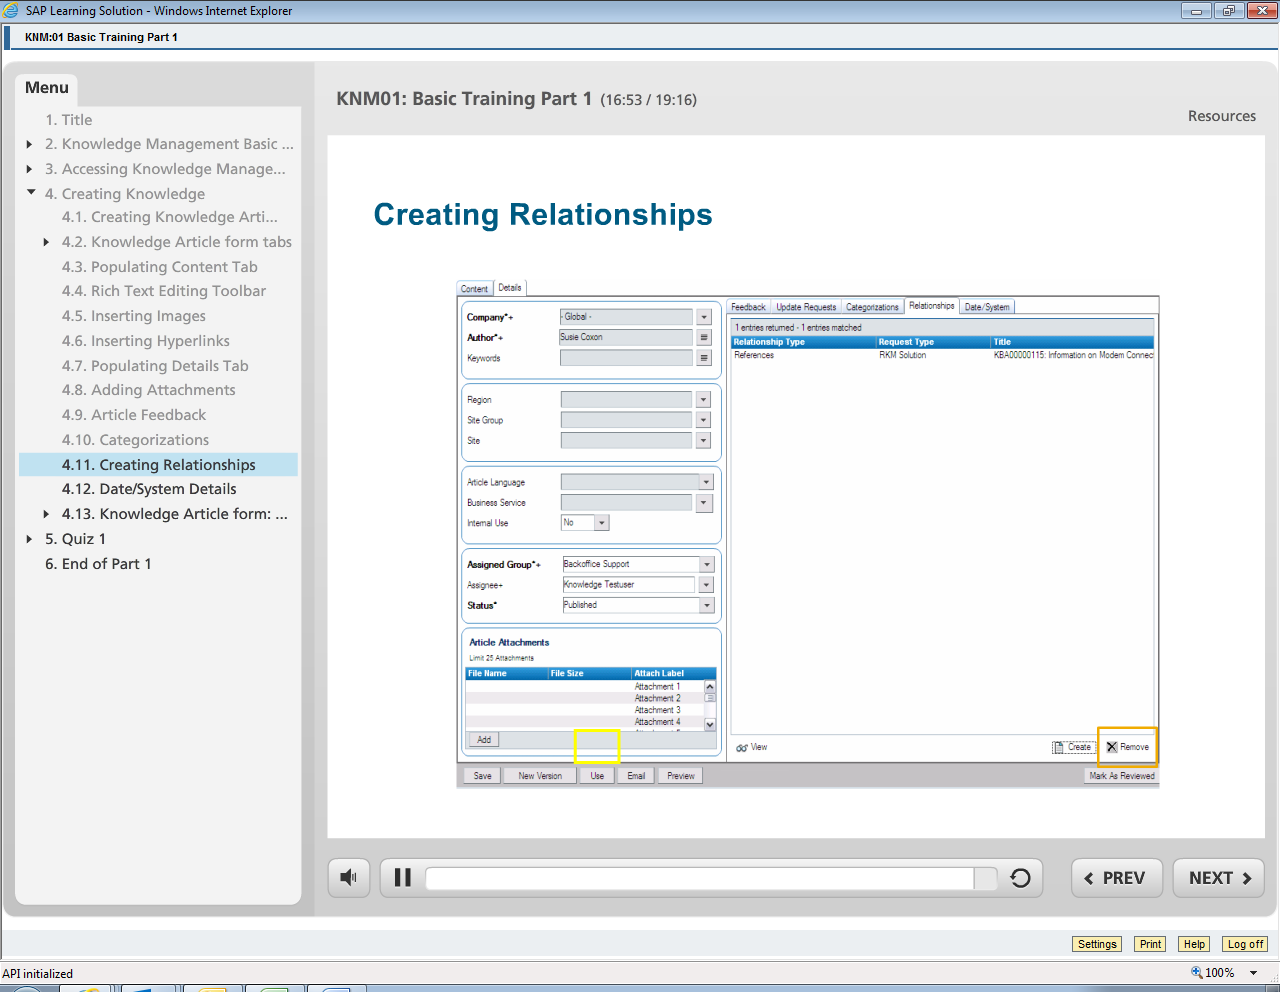 SAP Learning Solution - Windows Internet Explorer
KNM:01 Basic Training Part 1
Menu
1. Title
2. Knowledge Management Basic ...
3. Accessing Knowledge Manage...
4. Creating Knowledge
4.1. Creating Knowledge Arti...
4.2. Knowledge Article form tabs
4.3. Populating Content Tab
4.4. Rich Text Editing Toolbar
4.5. Inserting Images
4.6. Inserting Hyperlinks
4.7. Populating Details Tab
4.8. Adding Attachments
4.9. Article Feedback
4.10. Categorizations
4.11. Creating Relationships
4.12. Date/System Details
4.13. Knowledge Article form: ...
5. Quiz 1
6. End of Part 1
KNM01: Basic Training Part 1 (16:53 / 19:16)
Resources
Creating Relationships
Content Details
Company*+ - Global -
Author*+ Susie Coxon
Keywords
Region
Site Group
Site
Article Language
Business Service
Internal Use No
Assigned Group*+ Backoffice Support
Assignee+ Knowledge Testuser
Status* Published
Article Attachments
Limit 25 Attachments
File Name File Size Attach Label
Attachment 1
Attachment 2
Attachment 3
Attachment 4
Add
Feedback Update Requests Categorizations Relationships Date/System
1 entries returned - 1 entries matched
Relationship Type Request Type Title
References RKM Solution KBA00000115: Information on Modem Connec
View Create Remove
Save New Version Use Email Preview Mark As Reviewed
PREV NEXT
Settings Print Help Log off
API initialized 100%